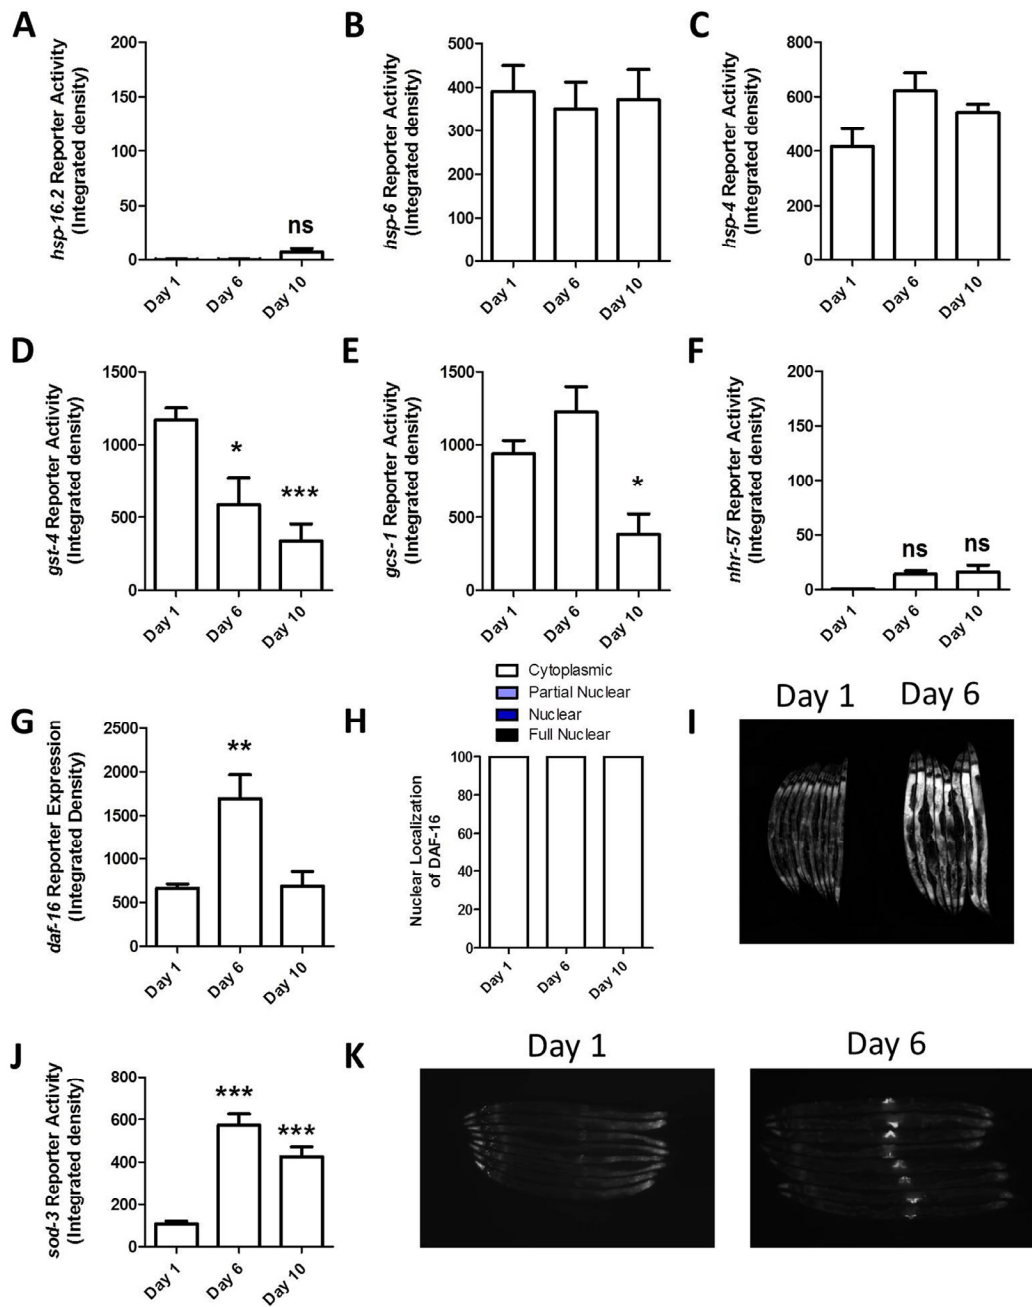 A
hsp-16.2 Reporter Activity
(Integrated density)
200
150
100
50
0
ns
Day 1
Day 6
Day 10
B
hsp-6 Reporter Activity
(Integrated density)
500
400
300
200
100
0
Day 1
Day 6
Day 10
C
hsp-4 Reporter Activity
(Integrated density)
800
600
400
200
0
Day 1
Day 6
Day 10
D
gst-4 Reporter Activity
(Integrated density)
1500
1000
500
0
*
***
Day 1
Day 6
Day 10
E
gcs-1 Reporter Activity
(Integrated density)
1500
1000
500
0
*
Day 1
Day 6
Day 10
F
nhr-57 Reporter Activity
(Integrated density)
200
150
100
50
0
ns
ns
Day 1
Day 6
Day 10
G
daf-16 Reporter Expression
(Integrated Density)
2500
2000
1500
1000
500
0
**
Day 1
Day 6
Day 10
H
Cytoplasmic
Partial Nuclear
Nuclear
Full Nuclear
Nuclear Localization
of DAF-16
100
80
60
40
20
0
Day 1
Day 6
Day 10
I
Day 1
Day 6
J
sod-3 Reporter Activity
(Integrated density)
800
600
400
200
0
***
***
Day 1
Day 6
Day 10
K
Day 1
Day 6